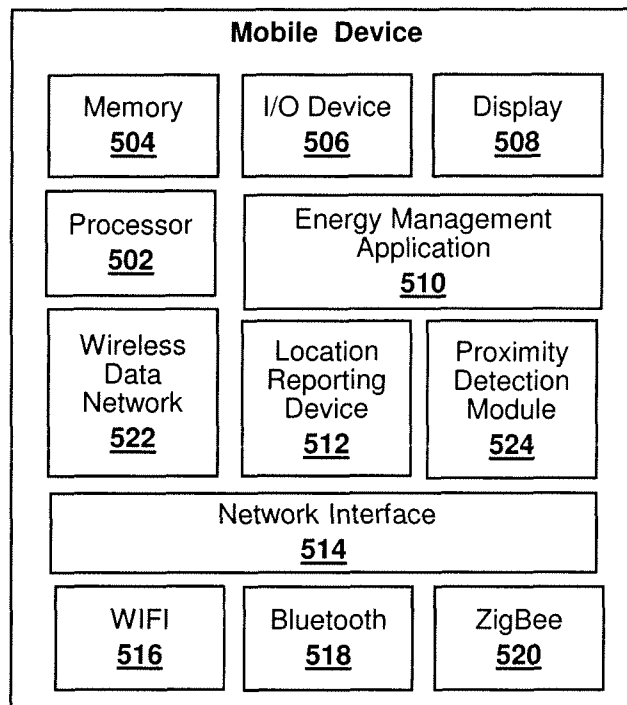 Mobile Device
Memory
504
I/O Device
506
Display
508
Processor
502
Energy Management
Application
510
Wireless
Data
Network
522
Location
Reporting
Device
512
Proximity
Detection
Module
524
Network Interface
514
WIFI
516
Bluetooth
518
ZigBee
520